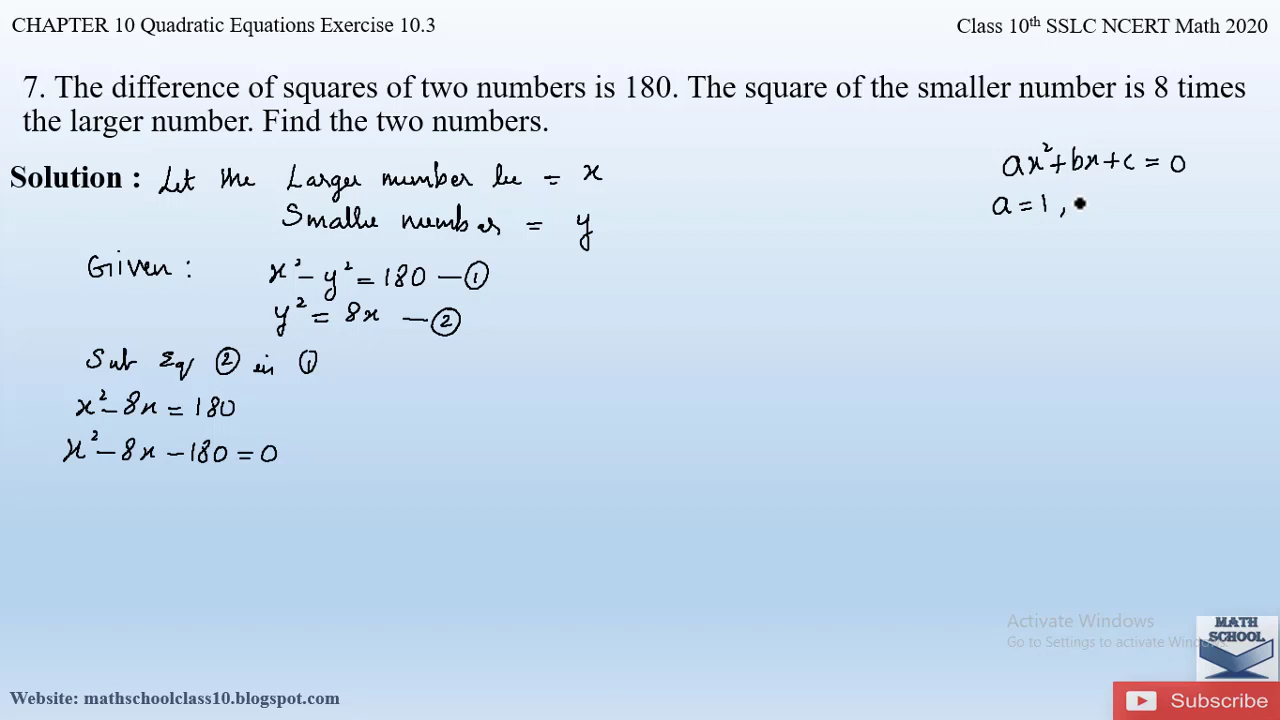 CHAPTER 10 Quadratic Equations Exercise 10.3
Class 10th SSLC NCERT Math 2020
7. The difference of squares of two numbers is 180. The square of the smaller number is 8 times
the larger number. Find the two numbers.
Solution : Let the Larger number be = x
Smaller number = y
Given : x² - y² = 180 — ①
y² = 8x — ②
Sub Eq ② in ①
x² - 8x = 180
x² - 8x - 180 = 0
ax² + bx + c = 0
a = 1 ,
Activate Windows
Go to Settings to activate Windows.
MATH
SCHOOL
Website: mathschoolclass10.blogspot.com
Subscribe